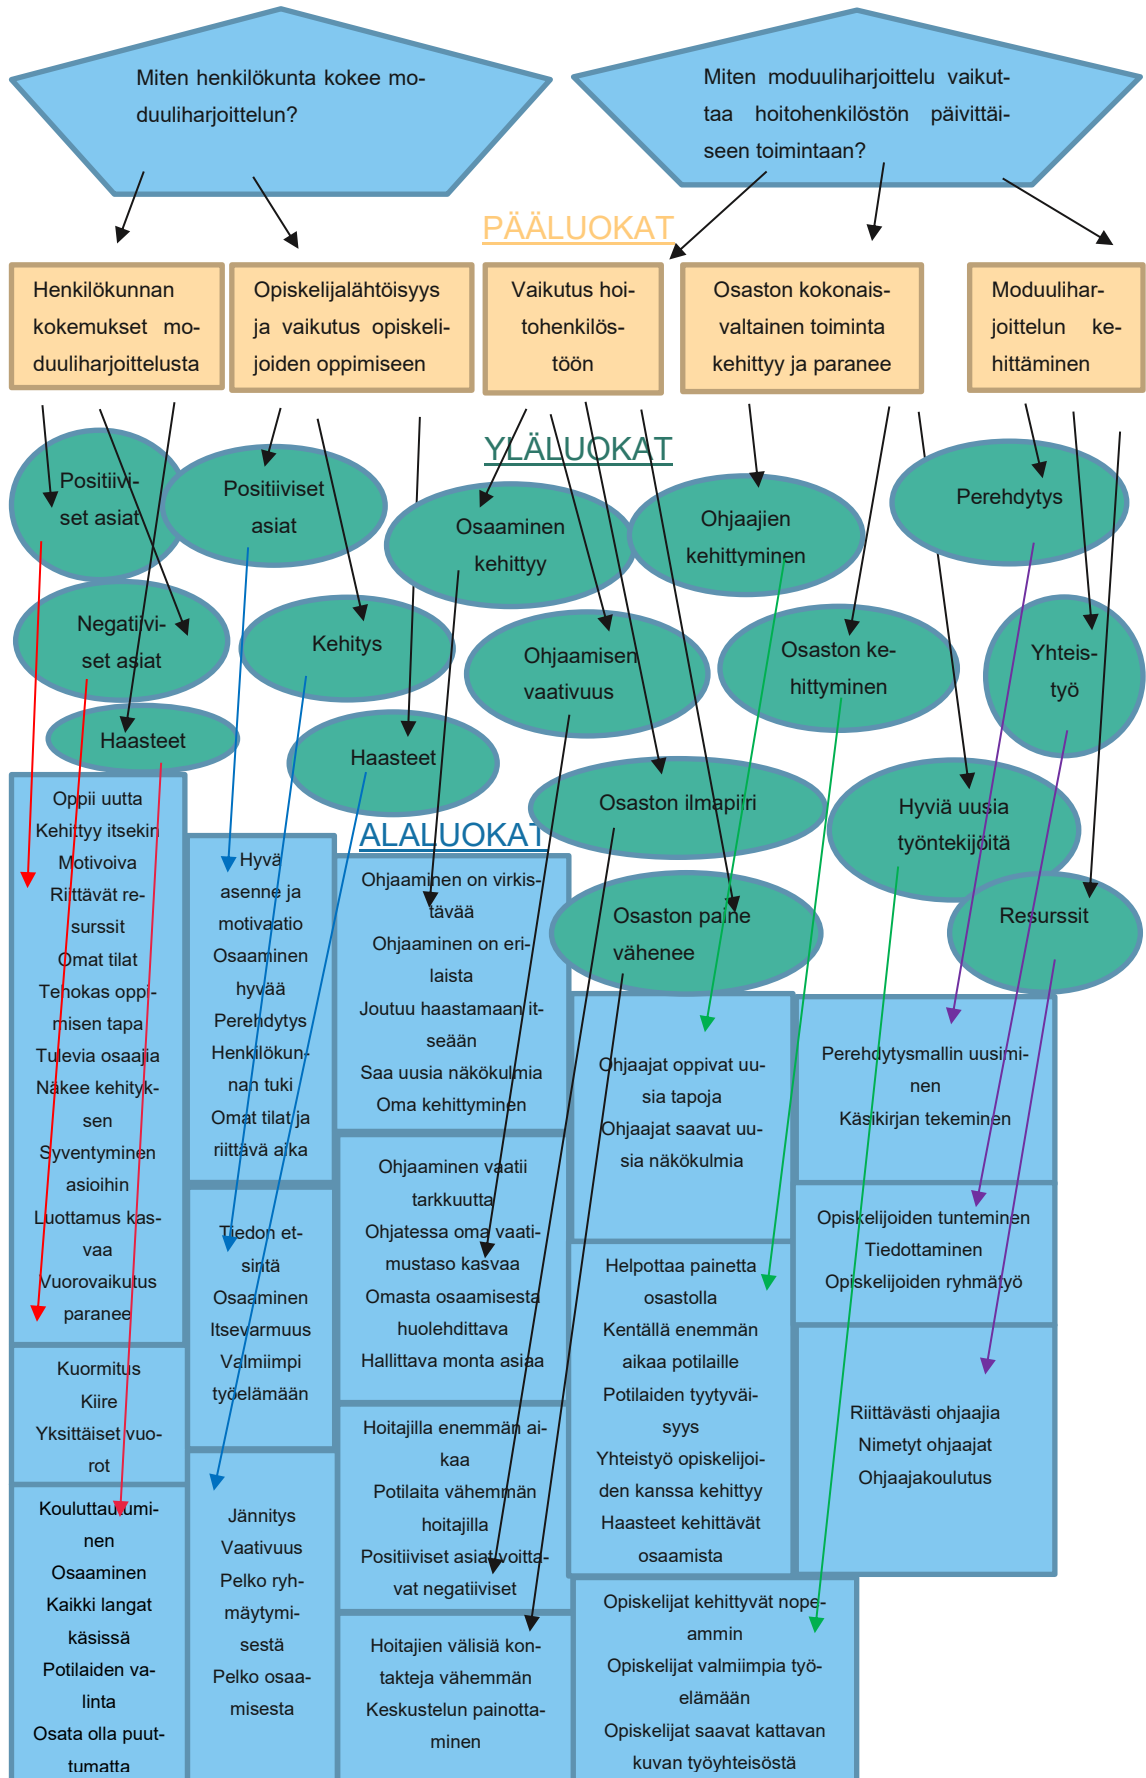 Miten henkilökunta kokee mo-
duuliharjoittelun?
Miten moduuliharjoittelu vaikut-
taa hoitohenkilöstön päivittäi-
seen toimintaan?
PÄÄLUOKAT
Henkilökunnan
kokemukset mo-
duuliharjoittelusta
Opiskelijalähtöisyys
ja vaikutus opiskeli-
joiden oppimiseen
Vaikutus hoi-
tohenkilös-
töön
Osaston kokonais-
valtainen toiminta
kehittyy ja paranee
Moduulihar-
joittelun ke-
hittäminen
YLÄLUOKAT
Positiivi-
set asiat
Negatiivi-
set asiat
Haasteet
Positiiviset
asiat
Kehitys
Haasteet
Osaaminen
kehittyy
Ohjaamisen
vaativuus
Osaston ilmapiiri
Osaston paine
vähenee
Ohjaajien
kehittyminen
Osaston ke-
hittyminen
Hyviä uusia
työntekijöitä
Perehdytys
Yhteis-
työ
Resurssit
ALALUOKAT
Oppii uutta
Kehittyy itsekin
Motivoiva
Riittävät re-
surssit
Omat tilat
Tehokas oppi-
misen tapa
Tulevia osaajia
Näkee kehityk-
sen
Syventyminen
asioihin
Luottamus kas-
vaa
Vuorovaikutus
paranee
Kuormitus
Kiire
Yksittäiset vuo-
rot
Kouluttautumi-
nen
Osaaminen
Kaikki langat
käsissä
Potilaiden va-
linta
Osata olla puut-
tumatta
Hyvä
asenne ja
motivaatio
Osaaminen
hyvää
Perehdytys
Henkilökun-
nan tuki
Omat tilat ja
riittävä aika
Tiedon et-
sintä
Osaaminen
Itsevarmuus
Valmiimpi
työelämään
Jännitys
Vaativuus
Pelko ryh-
mäytymi-
sestä
Pelko osaa-
misesta
Ohjaaminen on virkis-
tävää
Ohjaaminen on eri-
laista
Joutuu haastamaan it-
seään
Saa uusia näkökulmia
Oma kehittyminen
Ohjaaminen vaatii
tarkkuutta
Ohjatessa oma vaati-
mustaso kasvaa
Omasta osaamisesta
huolehdittava
Hallittava monta asiaa
Hoitajilla enemmän ai-
kaa
Potilaita vähemmän
hoitajilla
Positiiviset asiat voitta-
vat negatiiviset
Hoitajien välisiä kon-
takteja vähemmän
Keskustelun painotta-
minen
Ohjaajat oppivat uu-
sia tapoja
Ohjaajat saavat uu-
sia näkökulmia
Helpottaa painetta
osastolla
Kentällä enemmän
aikaa potilaille
Potilaiden tyytyväi-
syys
Yhteistyö opiskelijoi-
den kanssa kehittyy
Haasteet kehittävät
osaamista
Opiskelijat kehittyvät nope-
ammin
Opiskelijat valmiimpia työ-
elämään
Opiskelijat saavat kattavan
kuvan työyhteisöstä
Perehdytysmallin uusimi-
nen
Käsikirjan tekeminen
Opiskelijoiden tunteminen
Tiedottaminen
Opiskelijoiden ryhmätyö
Riittävästi ohjaajia
Nimetyt ohjaajat
Ohjaajakoulutus